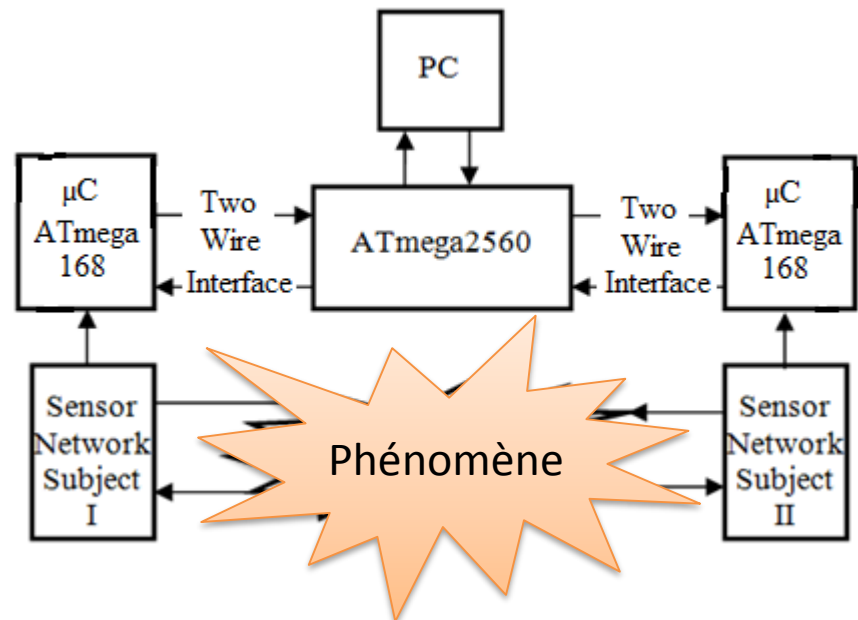 PC
μC
ATmega
168
Two
Wire
Interface
ATmega2560
Two
Wire
Interface
μC
ATmega
168
Sensor
Network
Subject
I
Phénomène
Sensor
Network
Subject
II